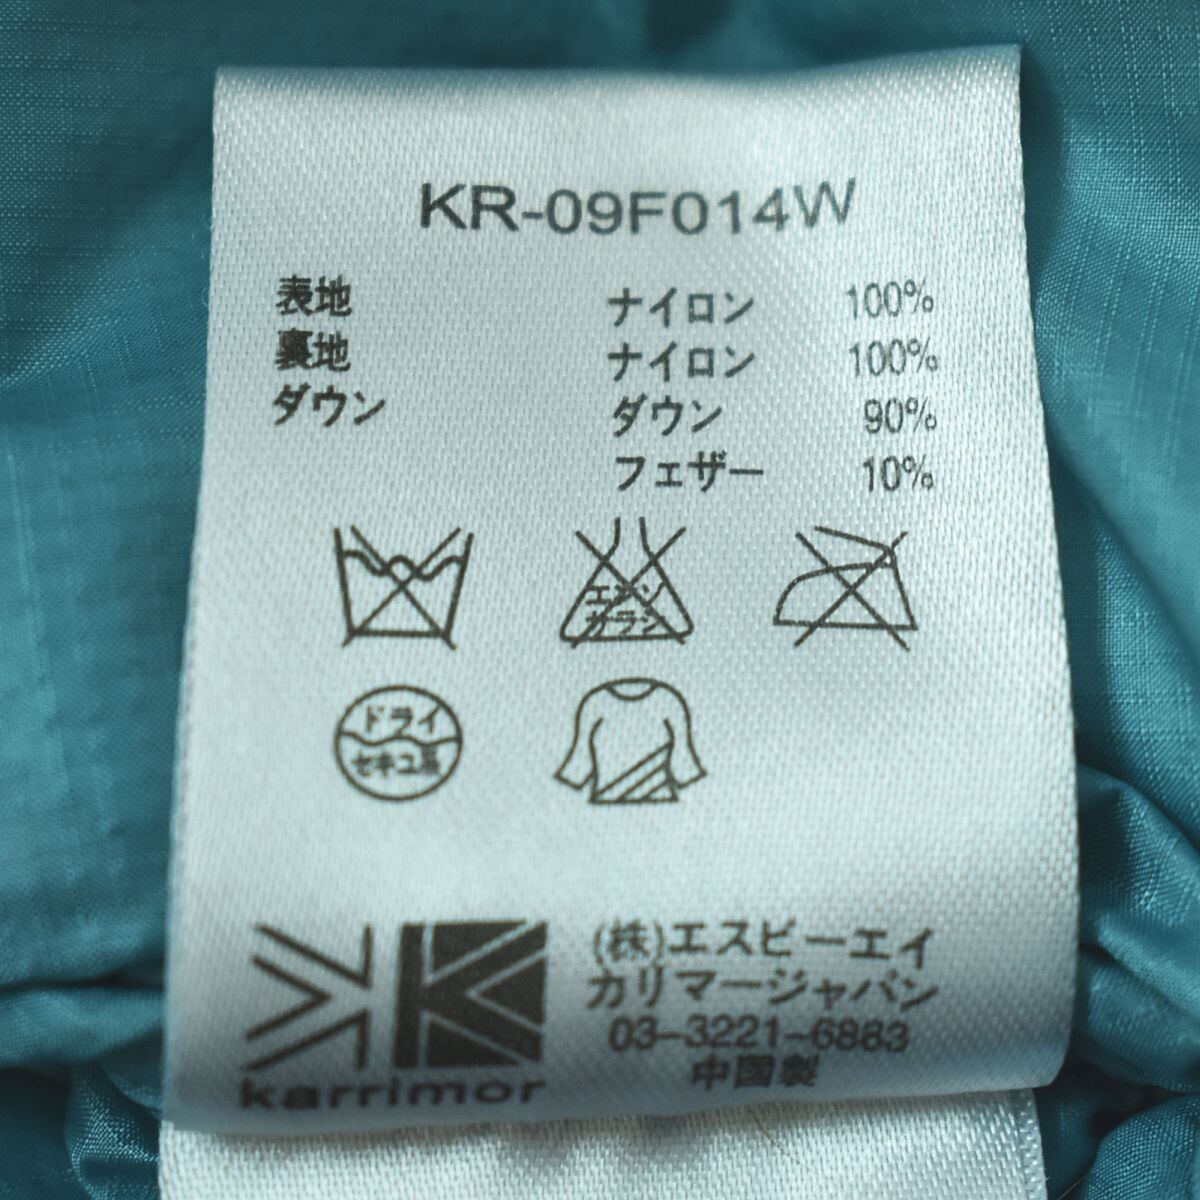 KR-09F014W
表地 ナイロン 100%
裏地 ナイロン 100%
ダウン ダウン 90%
フェザー 10%
エンソ
サラシ
ドライ
セキユ系
(株)エスビーエイ
カリマージャパン
03-3221-6883
中国製
karrimor